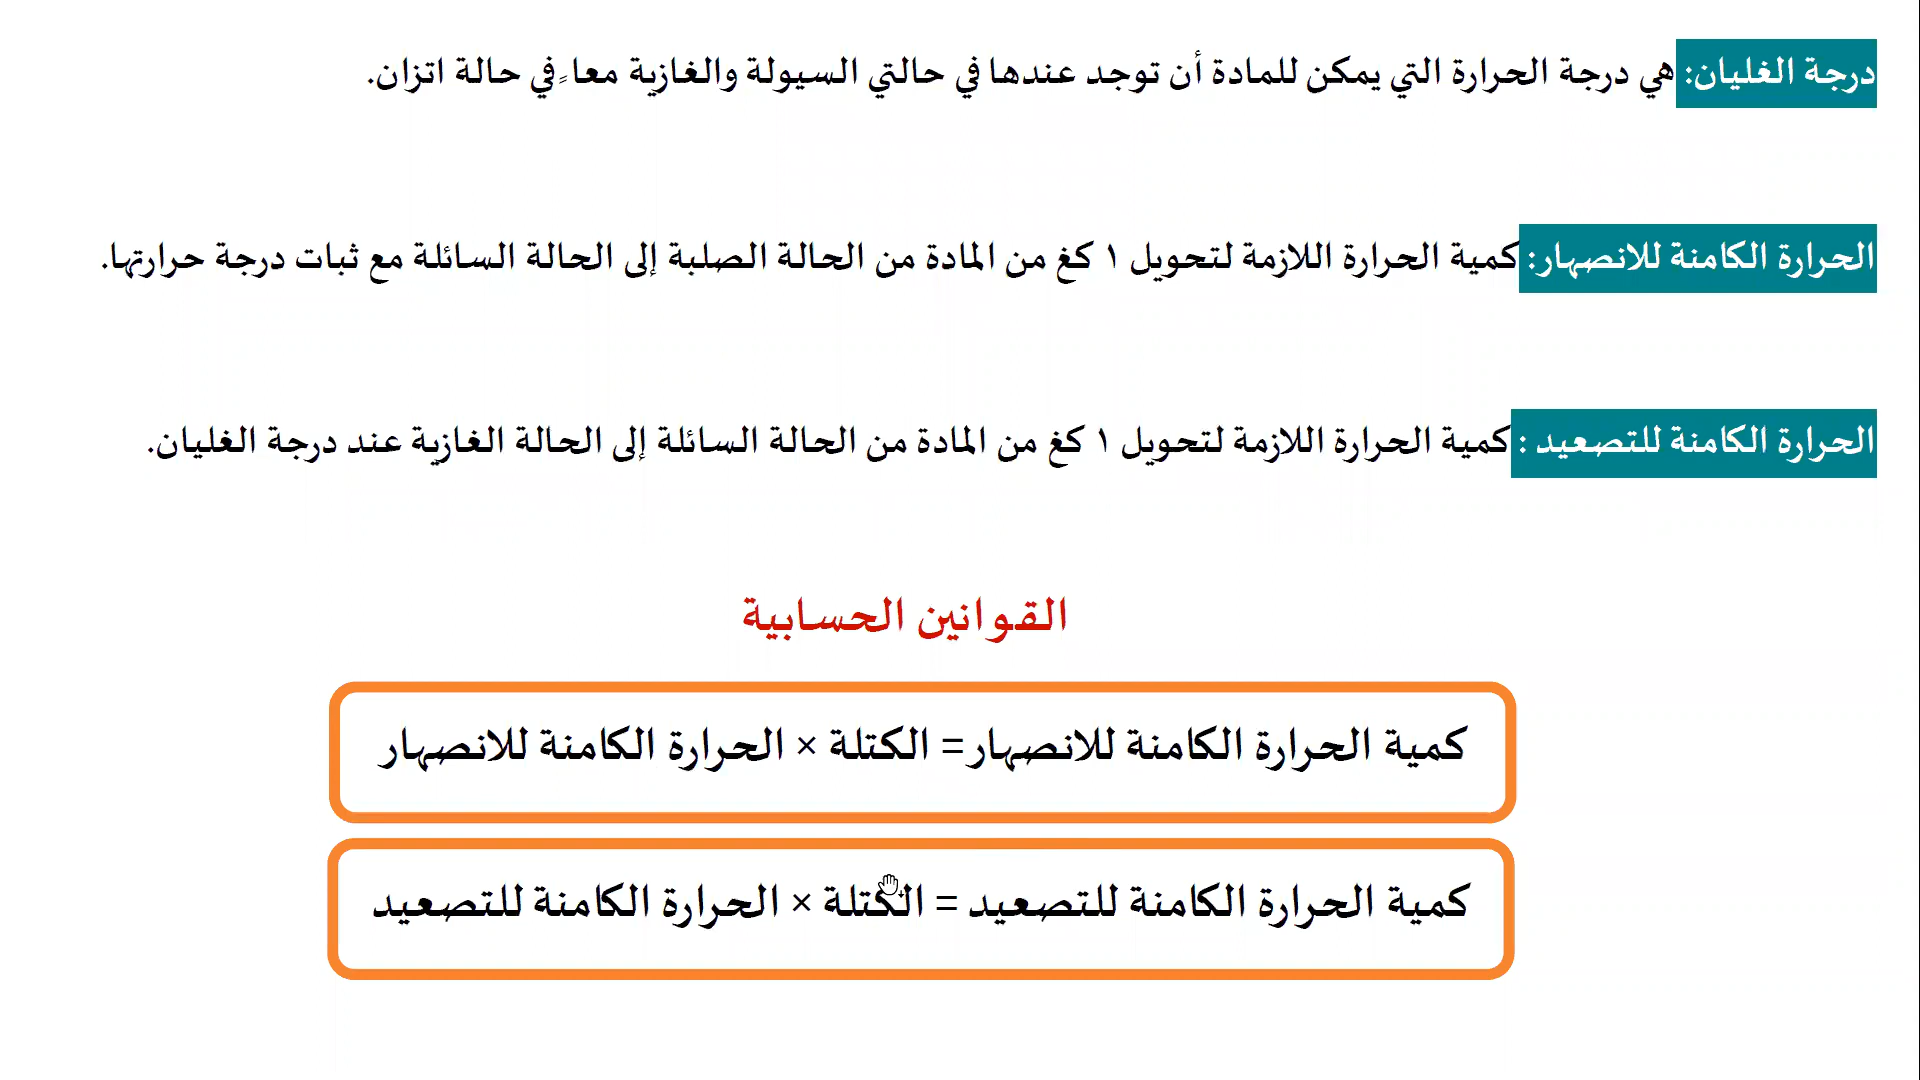 درجة الغليان: هي درجة الحرارة التي يمكن للمادة أن توجد عندها في حالتي السيولة والغازية معاً في حالة اتزان.
الحرارة الكامنة للانصهار: كمية الحرارة اللازمة لتحويل ١ كغ من المادة من الحالة الصلبة إلى الحالة السائلة مع ثبات درجة حرارتها.
الحرارة الكامنة للتصعيد : كمية الحرارة اللازمة لتحويل ١ كغ من المادة من الحالة السائلة إلى الحالة الغازية عند درجة الغليان.
القوانين الحسابية
كمية الحرارة الكامنة للانصهار= الكتلة × الحرارة الكامنة للانصهار
كمية الحرارة الكامنة للتصعيد = الكتلة × الحرارة الكامنة للتصعيد